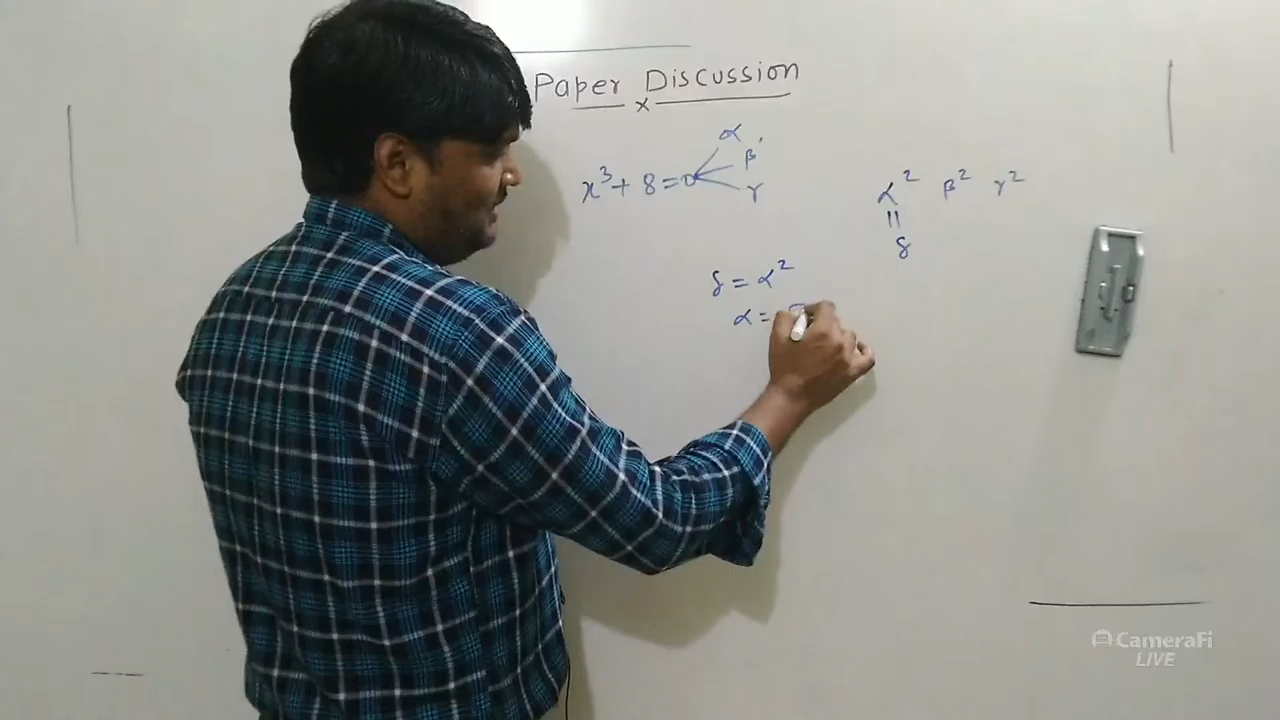 Paper Discussion
x
x³ + 8 = 0
α
β
γ
α² β² γ²
=
δ
δ = α²
α =
CameraFi
LIVE